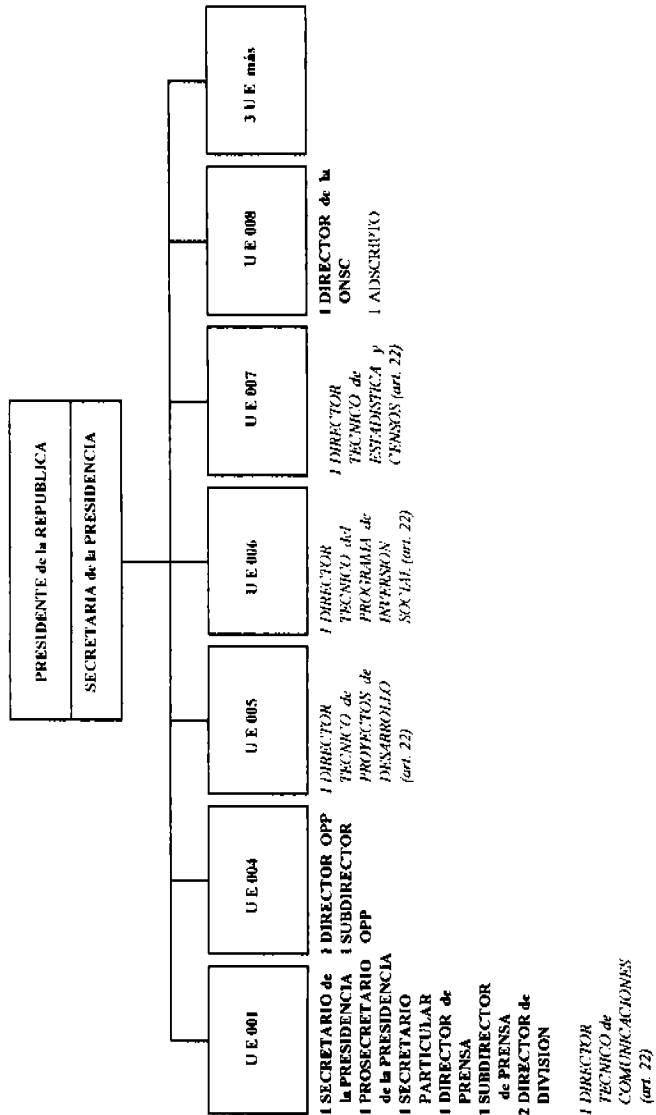 PRESIDENTE de la REPUBLICA
SECRETARIA de la PRESIDENCIA
U E 001
1 SECRETARIO de
la PRESIDENCIA
1 PROSECRETARIO
de la PRESIDENCIA
1 SECRETARIO
PARTICULAR
1 DIRECTOR de
PRENSA
1 SUBDIRECTOR
de PRENSA
2 DIRECTOR de
DIVISION
1 DIRECTOR
TECNICO de
COMUNICACIONES
(art. 22)
U E 004
1 DIRECTOR OPP
1 SUBDIRECTOR
OPP
U E 005
1 DIRECTOR
TECNICO de
PROYECTOS de
DESARROLLO
(art. 22)
U E 006
1 DIRECTOR
TECNICO del
PROGRAMA de
INVERSION
SOCIAL (art. 22)
U E 007
1 DIRECTOR
TECNICO de
ESTADISTICA y
CENSOS (art. 22)
U E 008
1 DIRECTOR de la
ONSC
1 ADSCRIPTO
3 U E más